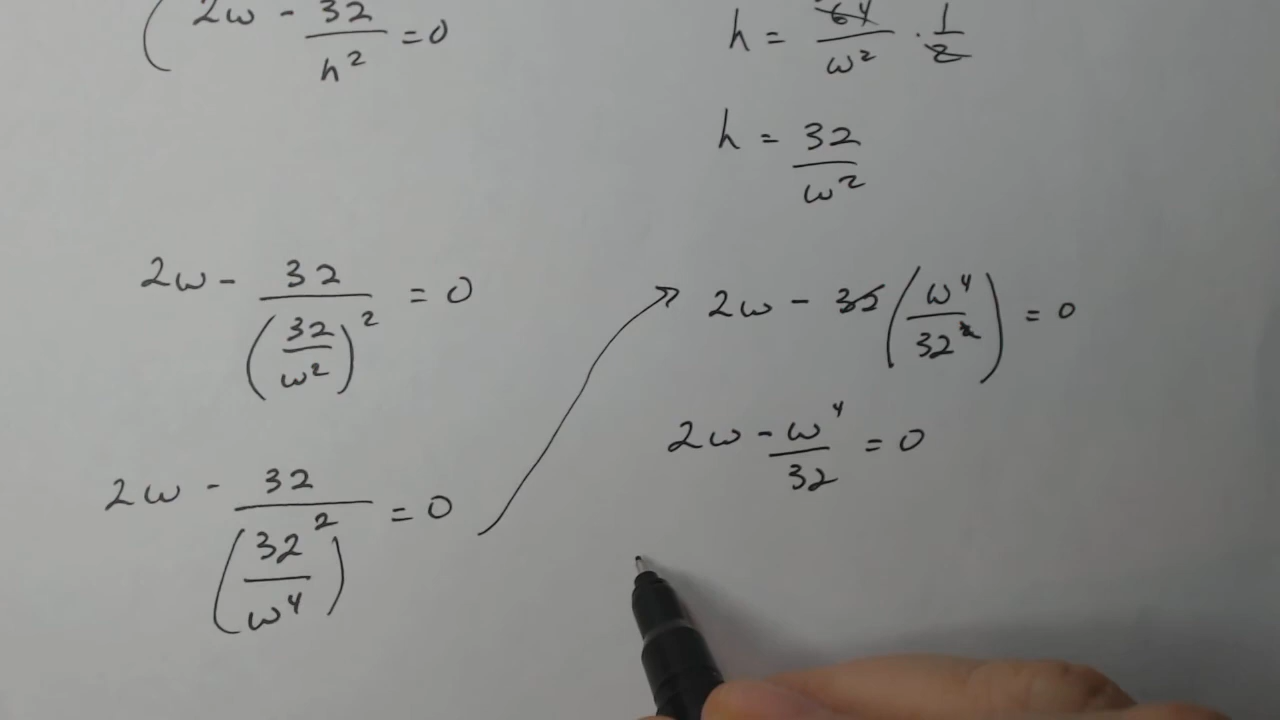 ( 2w - 32/h² = 0
h = 64/w² · 1/2
h = 32/w²
2w - 32/(32/w²)² = 0
2w - 32/(32²/w⁴) = 0
2w - 32(w⁴/32²) = 0
2w - w⁴/32 = 0